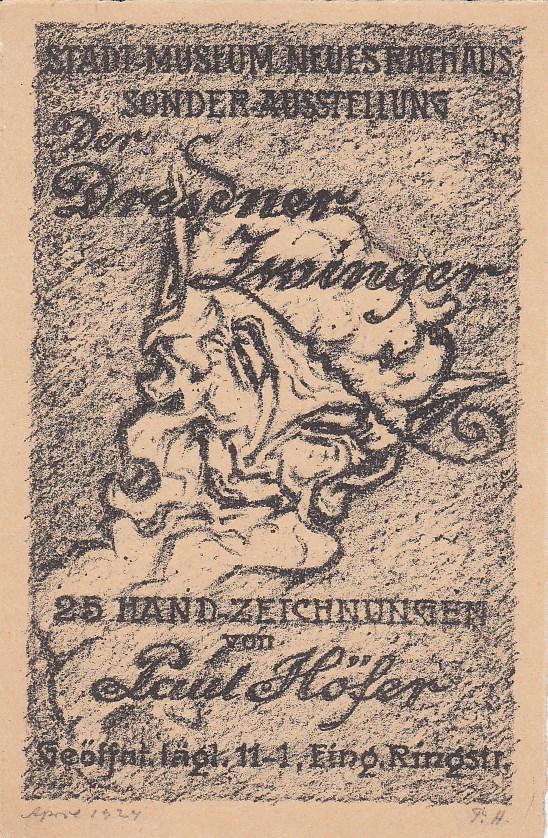 STADT-MUSEUM NEUES RATHAUS
SONDER-AUSSTELLUNG
Der
Dresdner
Zwinger
25 HAND-ZEICHNUNGEN
von
Paul Höfer
Geöffnt. tägl. 11-1, Eing. Ringstr.
April 1924 P. H.